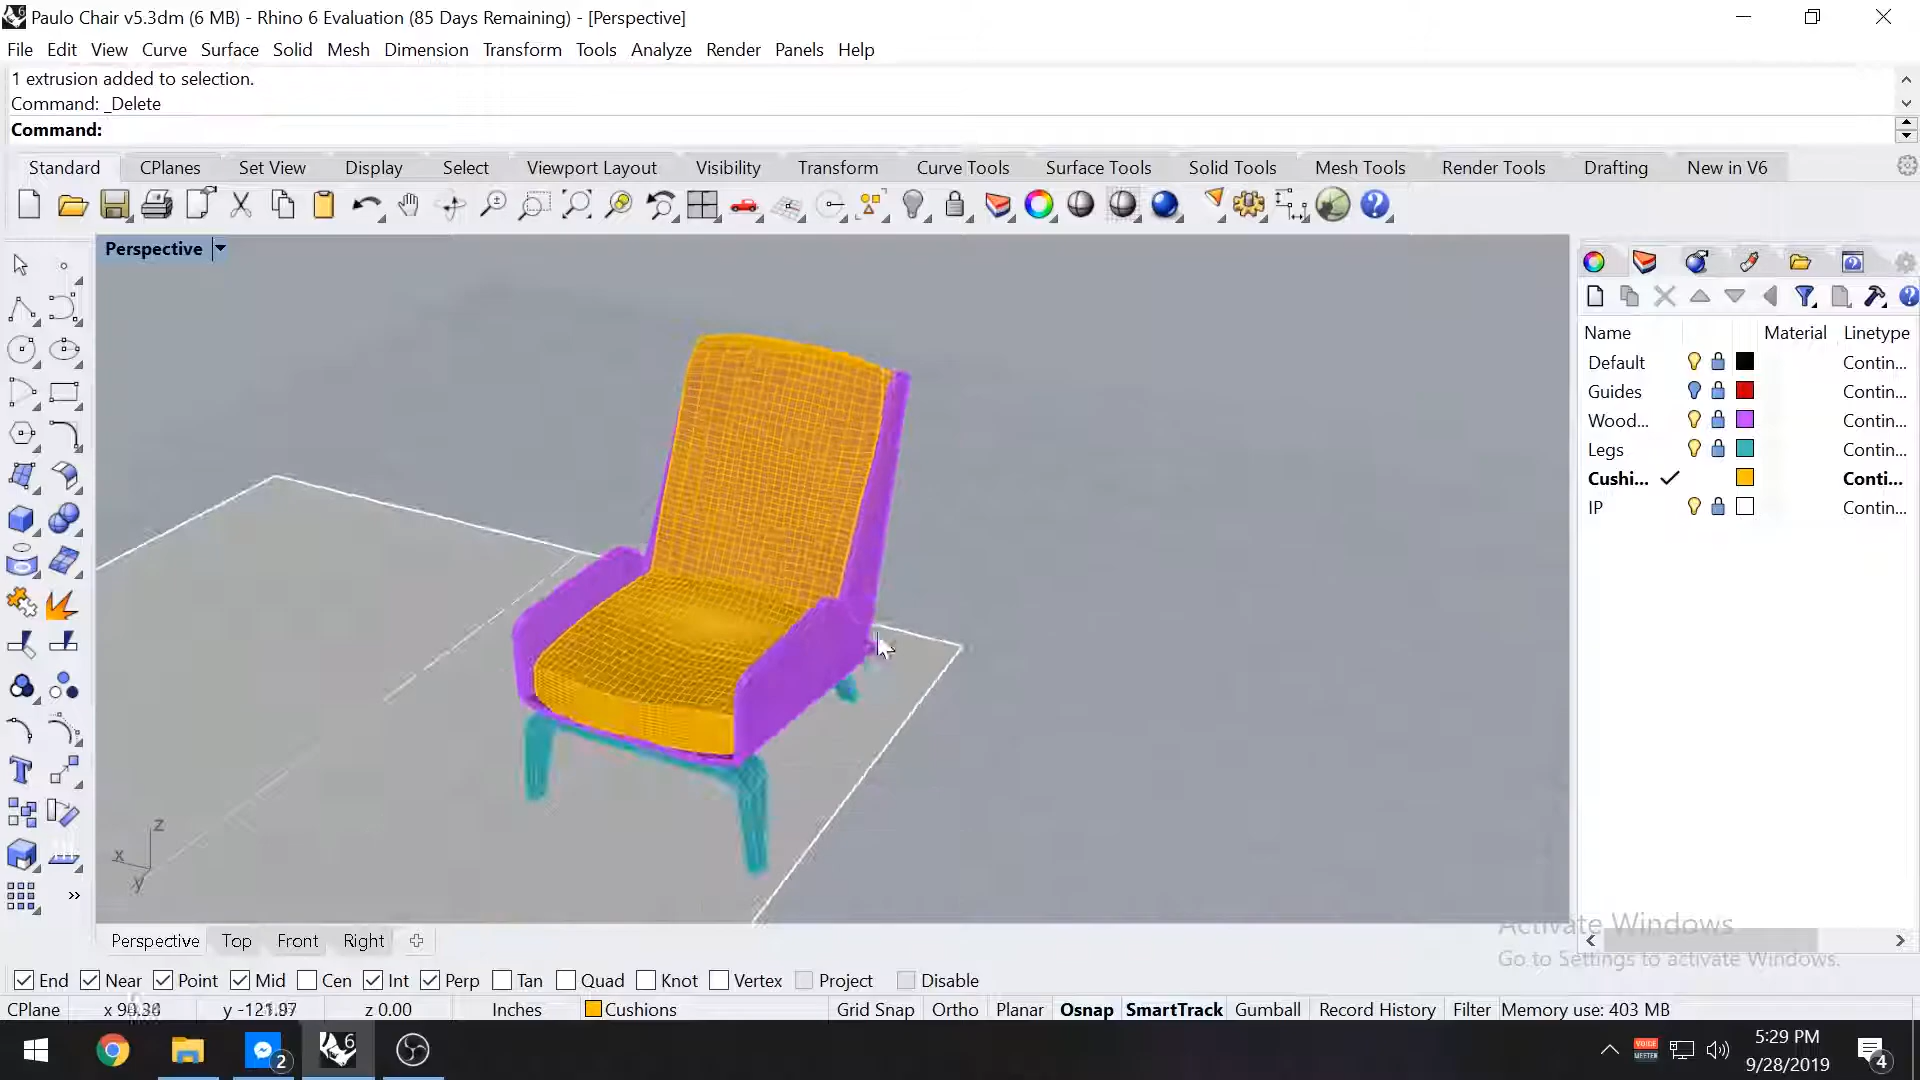 Paulo Chair v5.3dm (6 MB) - Rhino 6 Evaluation (85 Days Remaining) - [Perspective]
File Edit View Curve Surface Solid Mesh Dimension Transform Tools Analyze Render Panels Help
1 extrusion added to selection.
Command: _Delete
Command:
Standard CPlanes Set View Display Select Viewport Layout Visibility Transform Curve Tools Surface Tools Solid Tools Mesh Tools Render Tools Drafting New in V6
Perspective
Name Material Linetype
Default Contin...
Guides Contin...
Wood... Contin...
Legs Contin...
Cushi... Conti...
IP Contin...
z
x
y
Perspective Top Front Right
Activate Windows
Go to Settings to activate Windows.
End Near Point Mid Cen Int Perp Tan Quad Knot Vertex Project Disable
CPlane x y z 0.00 Inches Cushions Grid Snap Ortho Planar Osnap SmartTrack Gumball Record History Filter Memory use: 403 MB
6
2
VOICE
MEETER
5:29 PM
9/28/2019
4